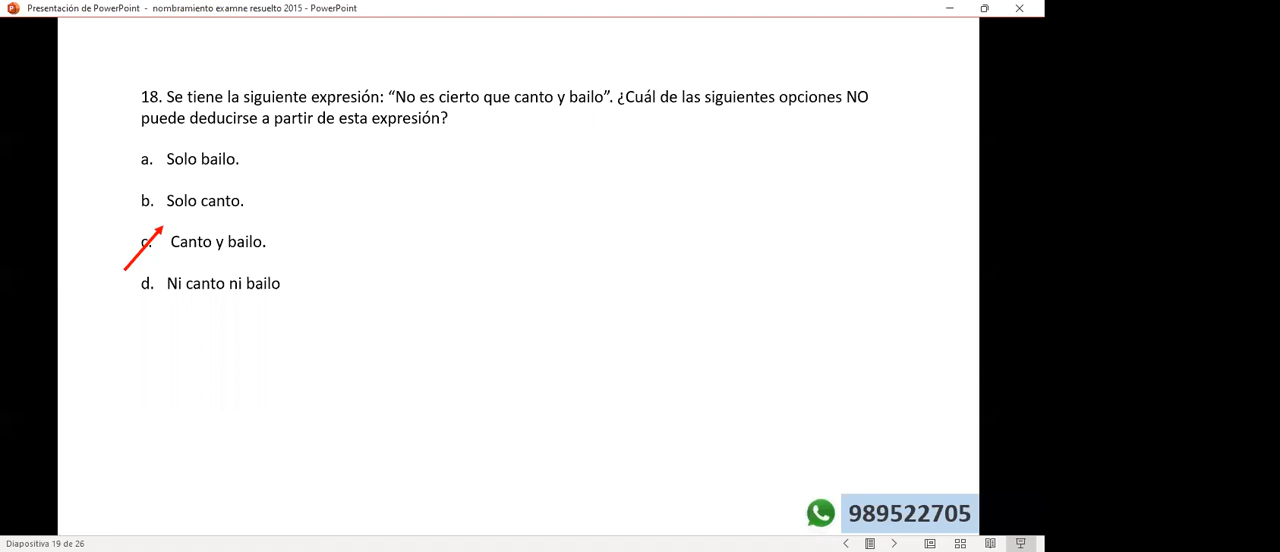 Presentación de PowerPoint - nombramiento examne resuelto 2015 - PowerPoint
18. Se tiene la siguiente expresión: “No es cierto que canto y bailo”. ¿Cuál de las siguientes opciones NO
puede deducirse a partir de esta expresión?
a. Solo bailo.
b. Solo canto.
c. Canto y bailo.
d. Ni canto ni bailo
989522705
Diapositiva 19 de 26